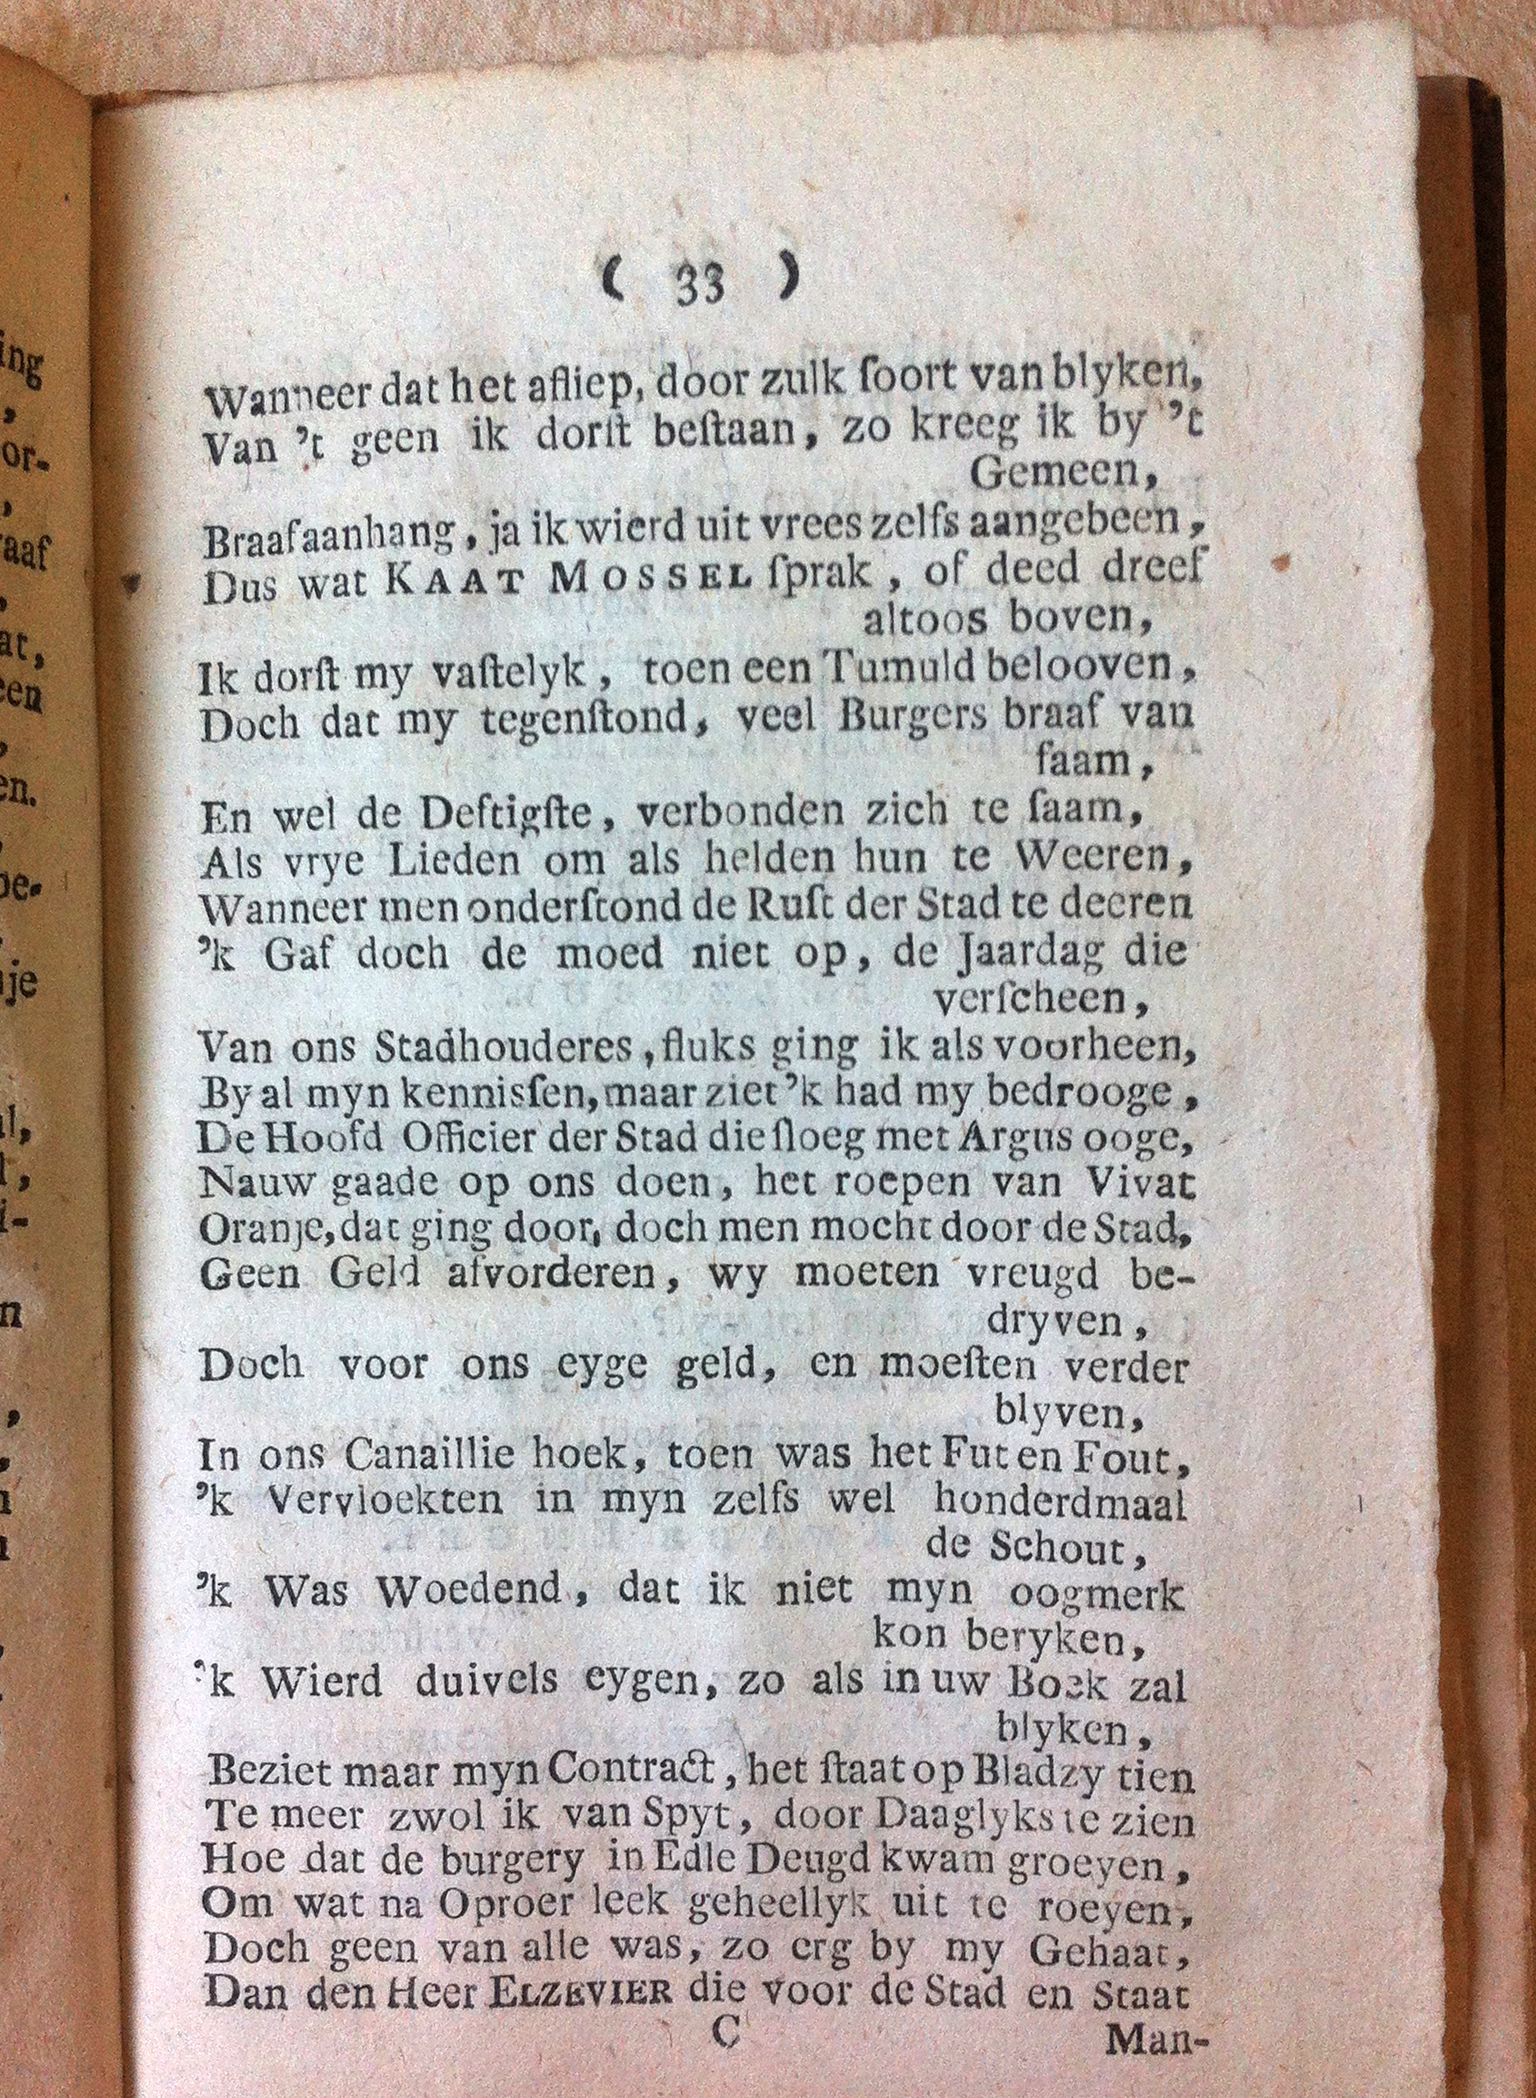 ( 33 )
Wanneer dat het afliep, door zulk ſoort van blyken,
Van 't geen ik dorſt beſtaan, zo kreeg ik by 't
Gemeen,
Braaf aanhang, ja ik wierd uit vrees zelfs aangebeen,
Dus wat KAAT MOSSEL ſprak, of deed dreef
altoos boven,
Ik dorſt my vaſtelyk, toen een Tumuld belooven,
Doch dat my tegenſtond, veel Burgers braaf van
faam,
En wel de Deftigſte, verbonden zich te ſaam,
Als vrye Lieden om als helden hun te Weeren,
Wanneer men onderſtond de Ruſt der Stad te deeren
'k Gaf doch de moed niet op, de Jaardag die
verſcheen,
Van ons Stadhouderes, fluks ging ik als voorheen,
By al myn kennisſen, maar ziet 'k had my bedrooge,
De Hoofd Officier der Stad die ſloeg met Argus ooge,
Nauw gaade op ons doen, het roepen van Vivat
Oranje, dat ging door, doch men mocht door de Stad,
Geen Geld afvorderen, wy moeten vreugd be-
dryven,
Doch voor ons eyge geld, en moeſten verder
blyven,
In ons Canaillie hoek, toen was het Fut en Fout,
'k Vervloekten in myn zelfs wel honderdmaal
de Schout,
'k Was Woedend, dat ik niet myn oogmerk
kon beryken,
'k Wierd duivels eygen, zo als in uw Boek zal
blyken,
Beziet maar myn Contract, het ſtaat op Bladzy tien
Te meer zwol ik van Spyt, door Daaglyks te zien
Hoe dat de burgery in Edle Deugd kwam groeyen,
Om wat na Oproer leek geheellyk uit te roeyen,
Doch geen van alle was, zo erg by my Gehaat,
Dan den Heer ELZEVIER die voor de Stad en Staat
C
Man-